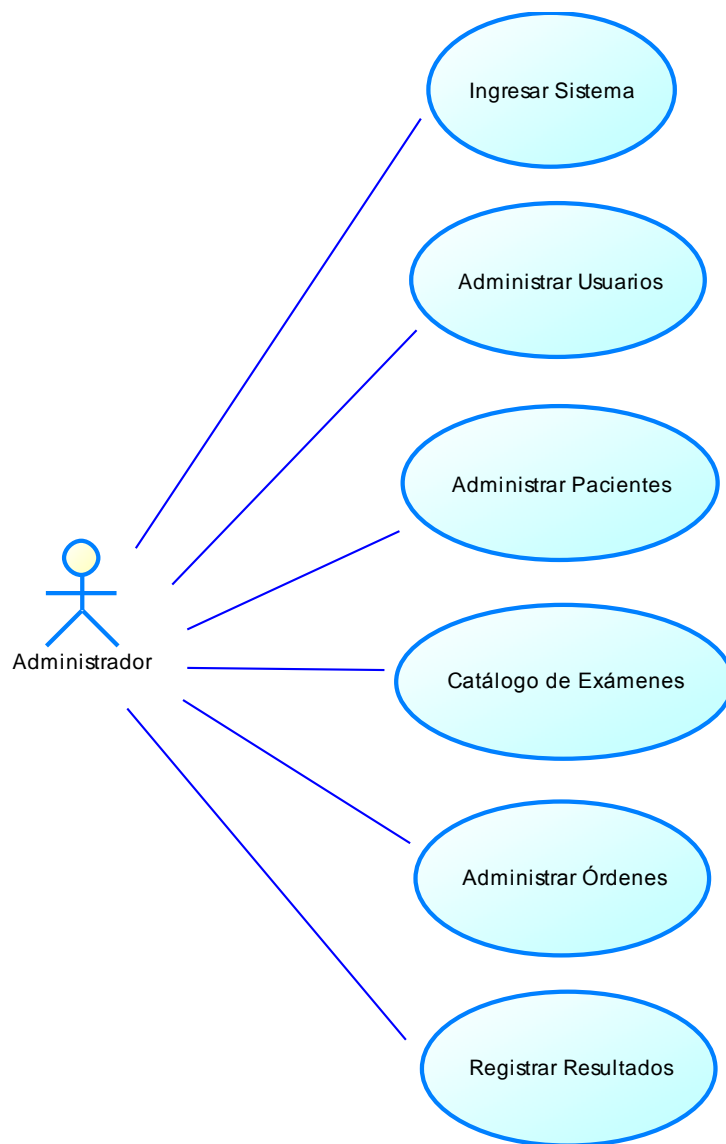 Ingresar Sistema
Administrar Usuarios
Administrar Pacientes
Administrador
Catálogo de Exámenes
Administrar Órdenes
Registrar Resultados